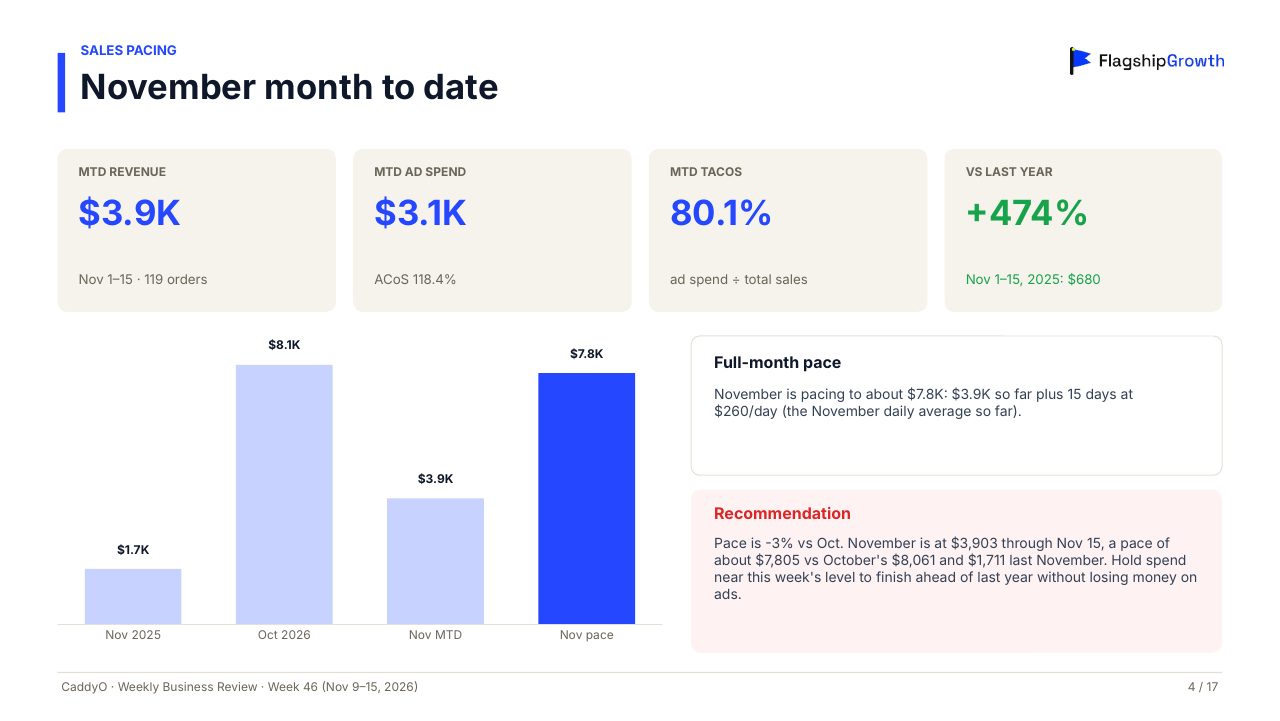 SALES PACING
November month to date
FlagshipGrowth
MTD REVENUE
$3.9K
Nov 1–15 · 119 orders
MTD AD SPEND
$3.1K
ACoS 118.4%
MTD TACOS
80.1%
ad spend ÷ total sales
VS LAST YEAR
+474%
Nov 1–15, 2025: $680
$1.7K
$8.1K
$3.9K
$7.8K
Nov 2025
Oct 2026
Nov MTD
Nov pace
Full-month pace
November is pacing to about $7.8K: $3.9K so far plus 15 days at
$260/day (the November daily average so far).
Recommendation
Pace is -3% vs Oct. November is at $3,903 through Nov 15, a pace of
about $7,805 vs October's $8,061 and $1,711 last November. Hold spend
near this week's level to finish ahead of last year without losing money on
ads.
CaddyO · Weekly Business Review · Week 46 (Nov 9–15, 2026)
4 / 17